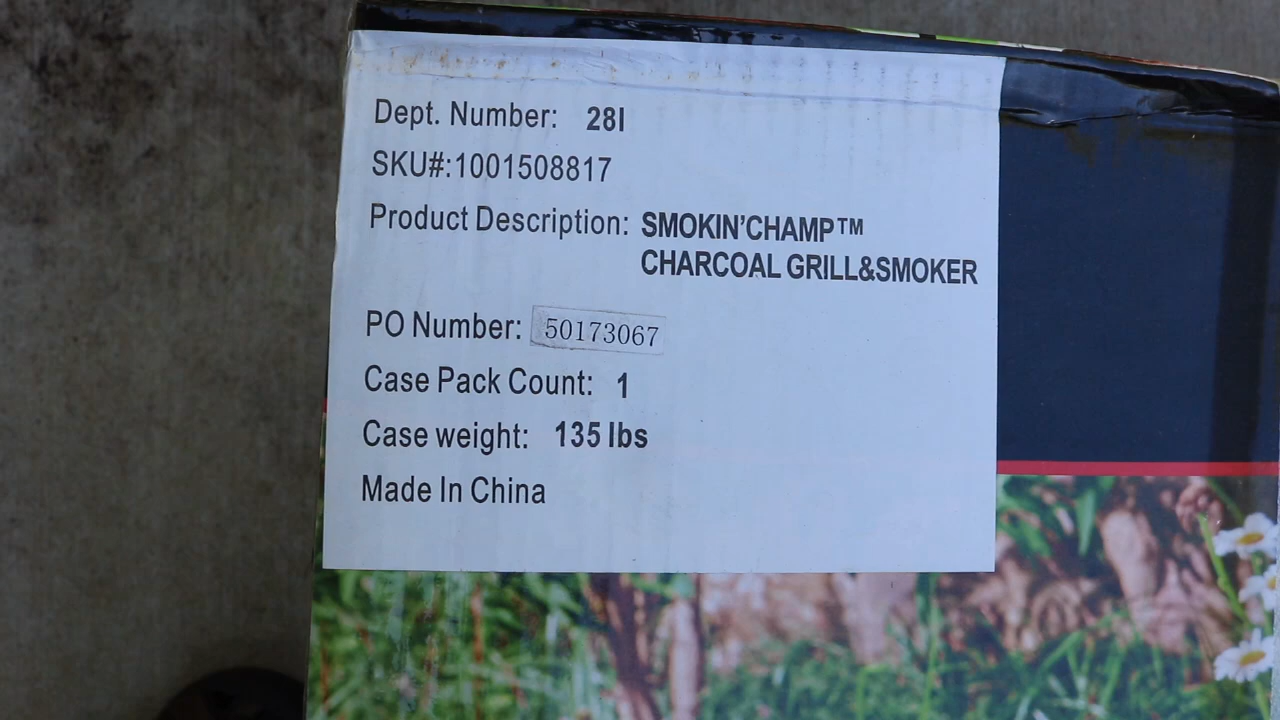 Dept. Number: 28I
SKU#:1001508817
Product Description: SMOKIN'CHAMP™
CHARCOAL GRILL&SMOKER
PO Number: 50173067
Case Pack Count: 1
Case weight: 135 lbs
Made In China